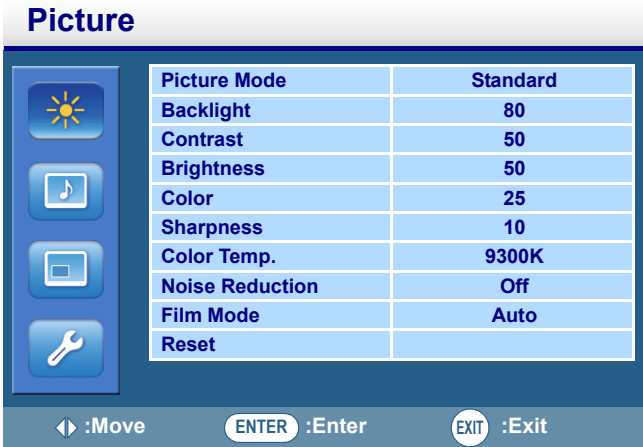 Picture
Picture Mode Standard
Backlight 80
Contrast 50
Brightness 50
Color 25
Sharpness 10
Color Temp. 9300K
Noise Reduction Off
Film Mode Auto
Reset
:Move ENTER :Enter EXIT :Exit